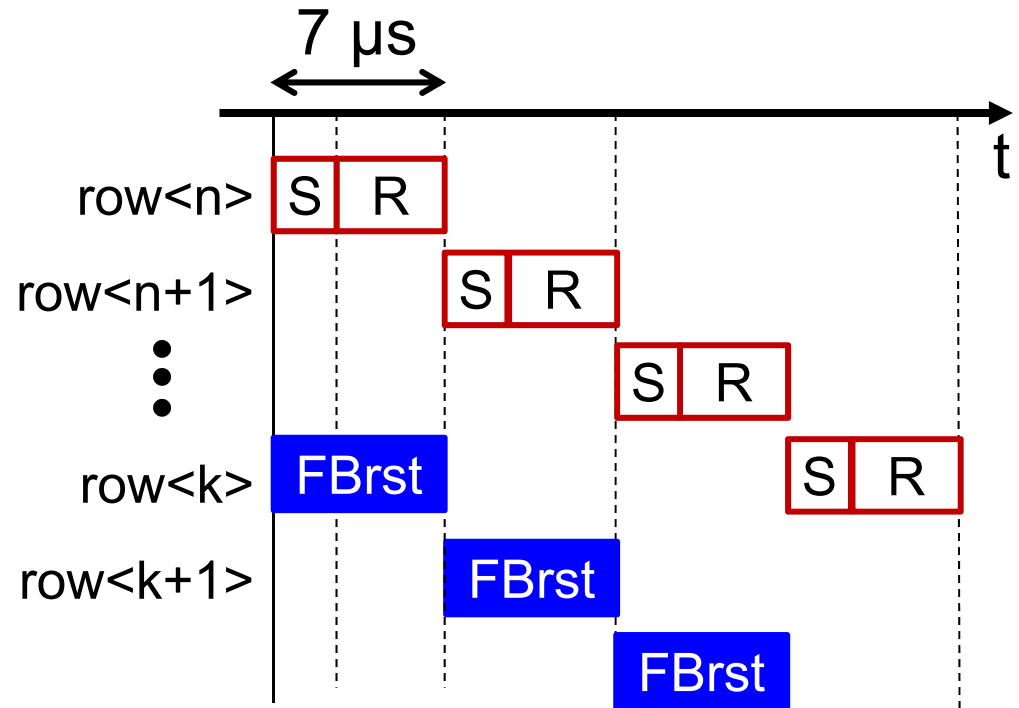 7 µs
t
row<n> S R
row<n+1> S R
S R
row<k> FBrst S R
row<k+1> FBrst
FBrst